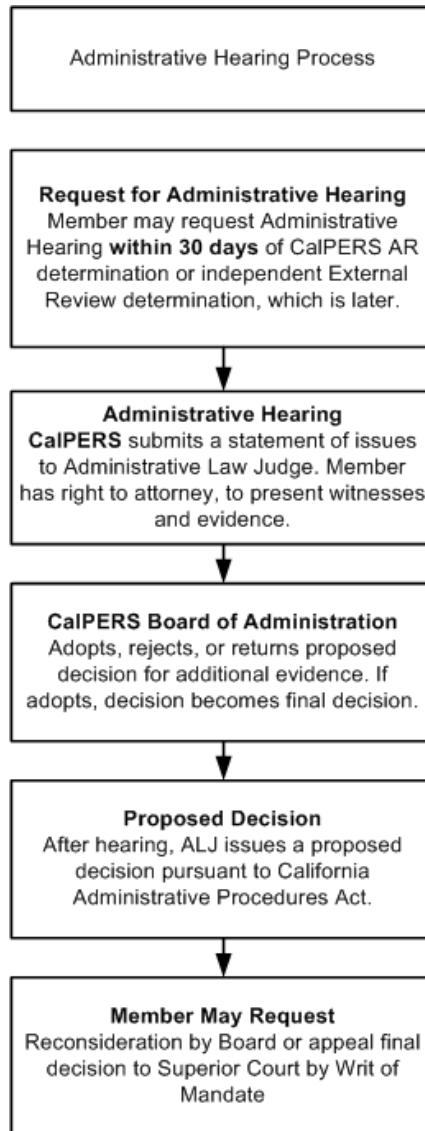 Administrative Hearing Process
Request for Administrative Hearing
Member may request Administrative
Hearing within 30 days of CalPERS AR
determination or independent External
Review determination, which is later.
Administrative Hearing
CalPERS submits a statement of issues
to Administrative Law Judge. Member
has right to attorney, to present witnesses
and evidence.
CalPERS Board of Administration
Adopts, rejects, or returns proposed
decision for additional evidence. If
adopts, decision becomes final decision.
Proposed Decision
After hearing, ALJ issues a proposed
decision pursuant to California
Administrative Procedures Act.
Member May Request
Reconsideration by Board or appeal final
decision to Superior Court by Writ of
Mandate